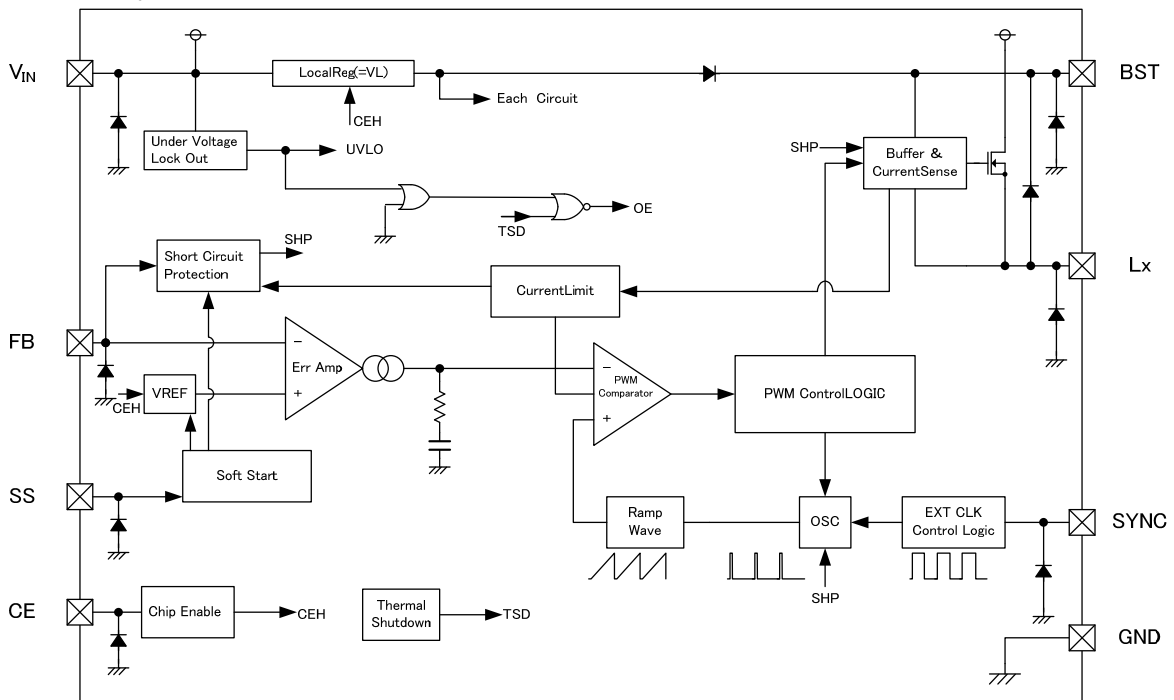 VIN
LocalReg(=VL)
BST
Each Circuit
CEH
Under Voltage
Lock Out
UVLO
SHP
Buffer &
CurrentSense
OE
TSD
SHP
Short Circuit
Protection
CurrentLimit
Lx
FB
−
Err Amp
+
CEH
VREF
−
PWM
Comparator
+
PWM ControlLOGIC
Soft Start
SS
Ramp
Wave
OSC
EXT CLK
Control Logic
SYNC
SHP
CE
Chip Enable
CEH
Thermal
Shutdown
TSD
GND